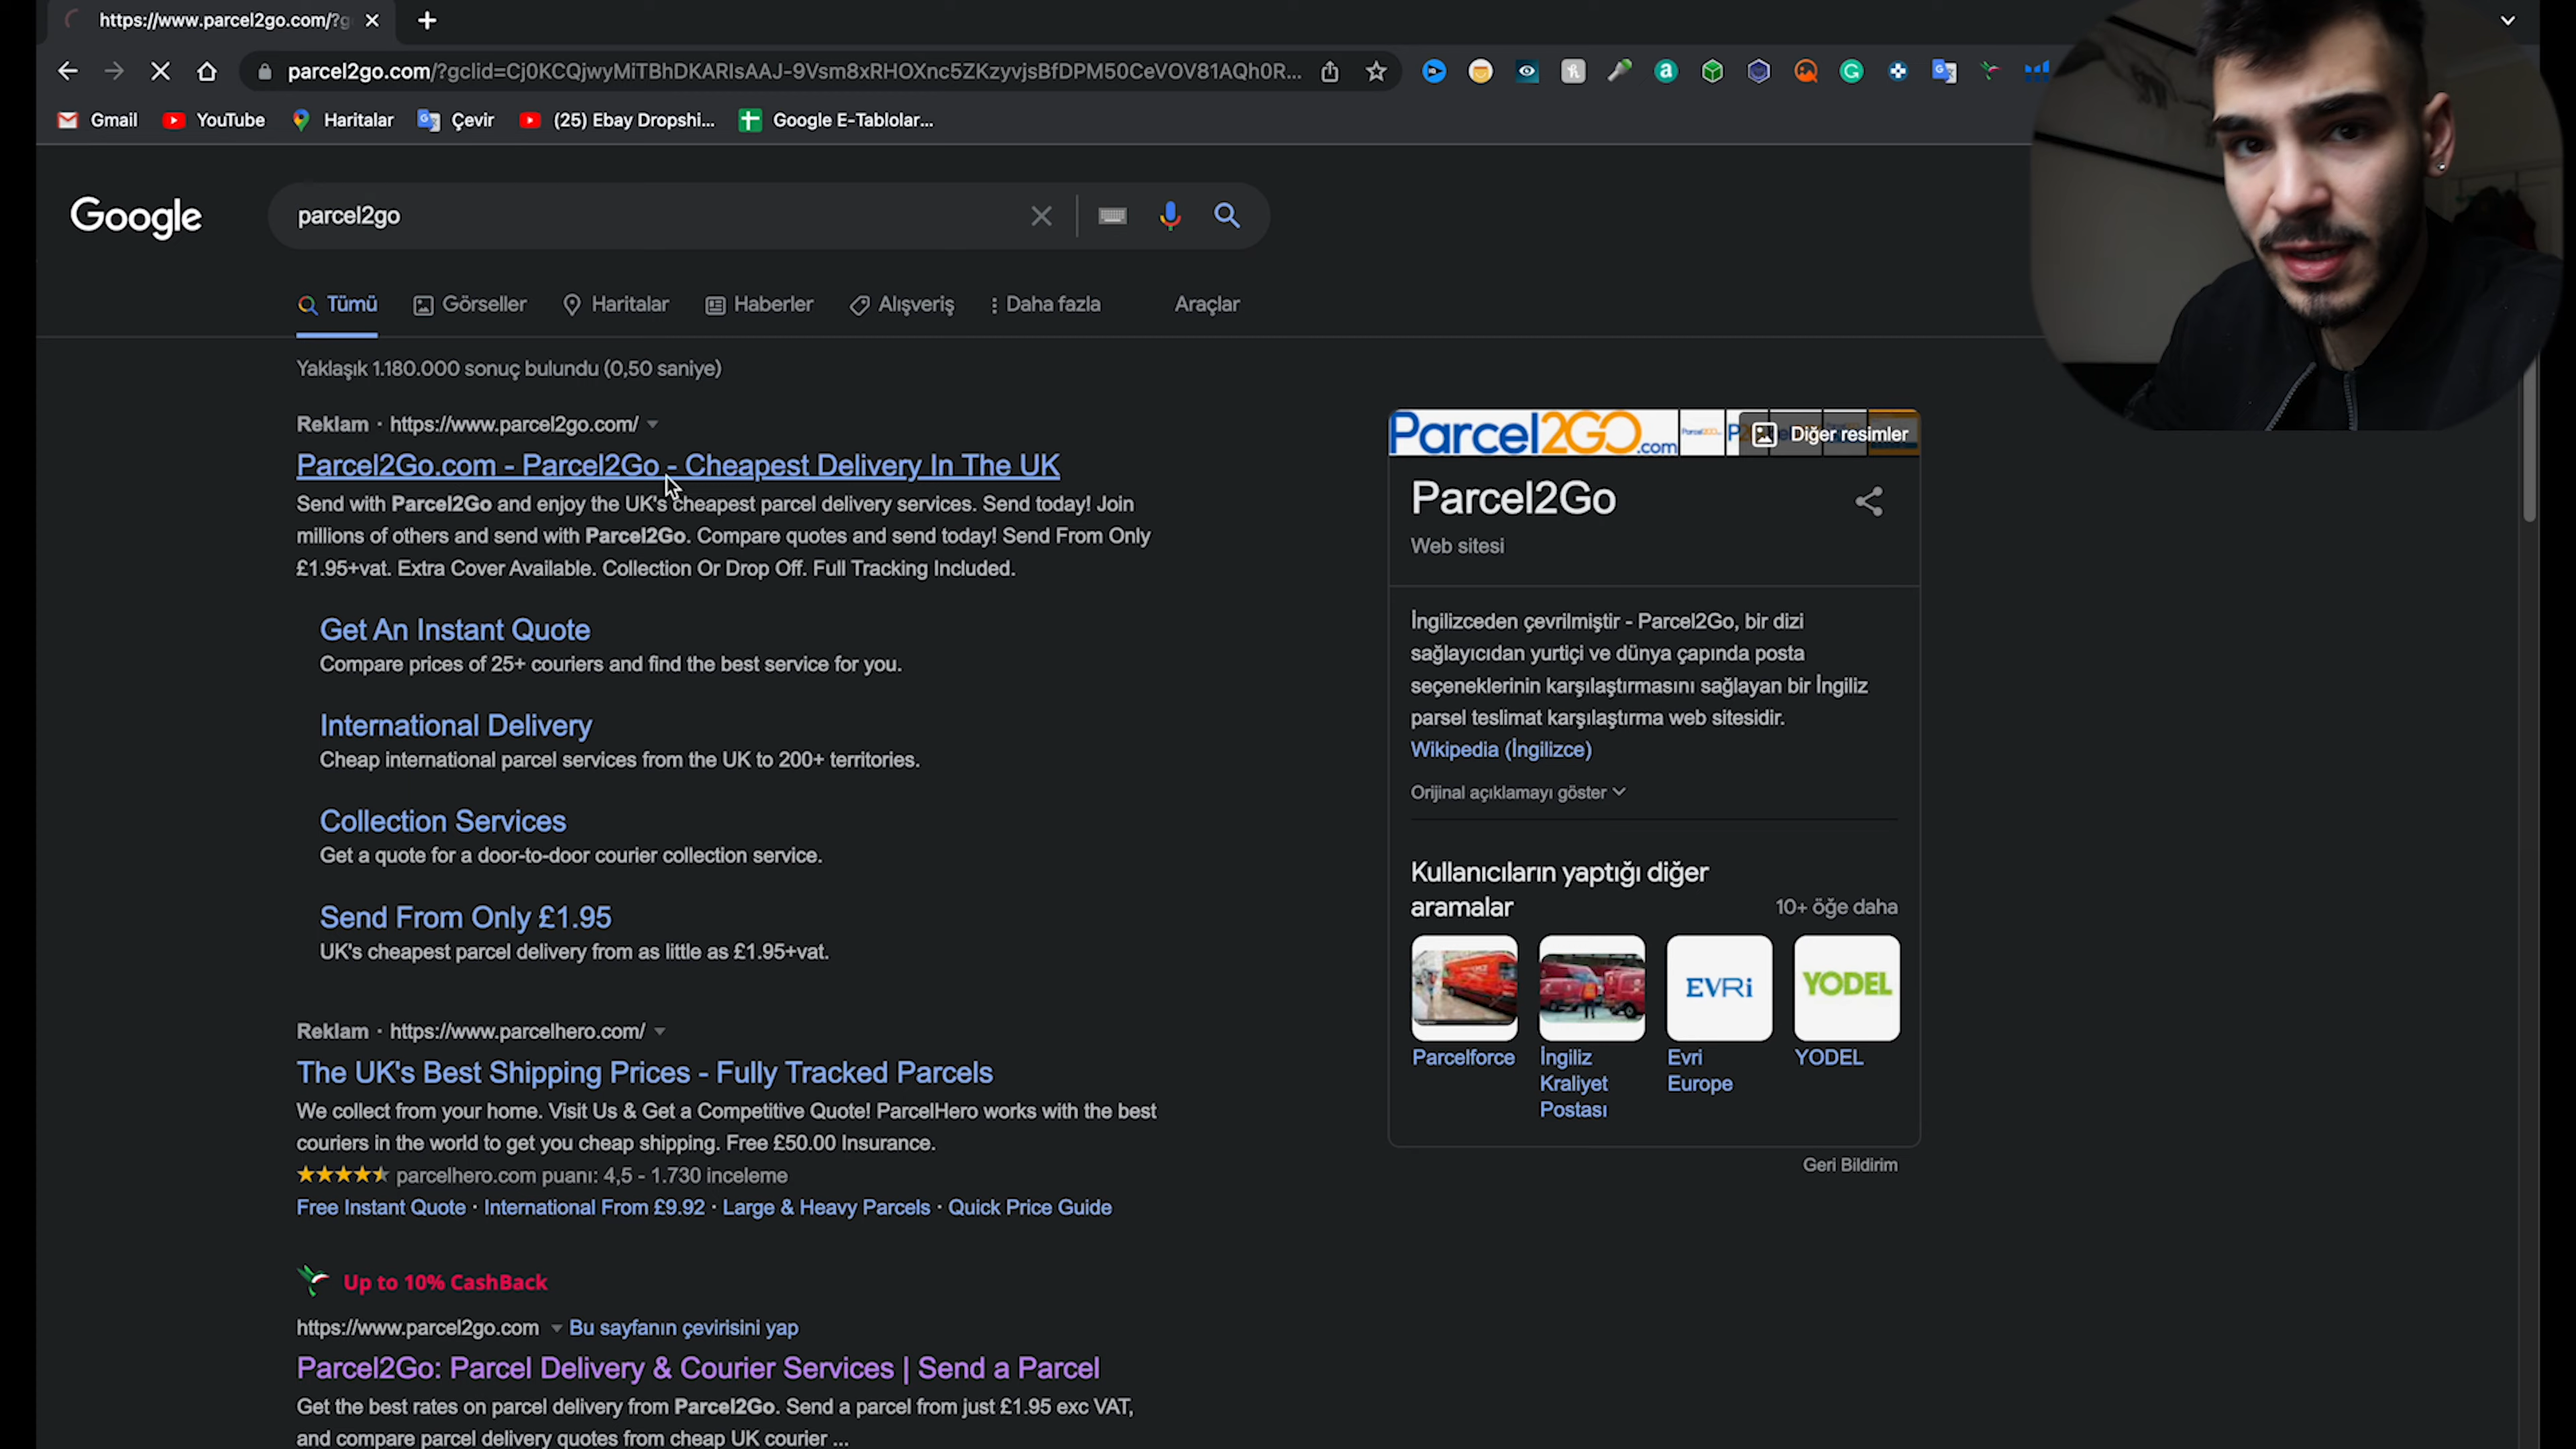 https://www.parcel2go.com/?g
parcel2go.com/?gclid=Cj0KCQjwyMiTBhDKARIsAAJ-9Vsm8xRHOXnc5ZKzyvjsBfDPM50CeVOV81AQh0R...
Gmail YouTube Haritalar Çevir (25) Ebay Dropshi... Google E-Tablolar...
Google parcel2go
Tümü Görseller Haritalar Haberler Alışveriş Daha fazla Araçlar
Yaklaşık 1.180.000 sonuç bulundu (0,50 saniye)
Reklam · https://www.parcel2go.com/
Parcel2Go.com - Parcel2Go - Cheapest Delivery In The UK
Send with Parcel2Go and enjoy the UK's cheapest parcel delivery services. Send today! Join
millions of others and send with Parcel2Go. Compare quotes and send today! Send From Only
£1.95+vat. Extra Cover Available. Collection Or Drop Off. Full Tracking Included.
Get An Instant Quote
Compare prices of 25+ couriers and find the best service for you.
International Delivery
Cheap international parcel services from the UK to 200+ territories.
Collection Services
Get a quote for a door-to-door courier collection service.
Send From Only £1.95
UK's cheapest parcel delivery from as little as £1.95+vat.
Reklam · https://www.parcelhero.com/
The UK's Best Shipping Prices - Fully Tracked Parcels
We collect from your home. Visit Us & Get a Competitive Quote! ParcelHero works with the best
couriers in the world to get you cheap shipping. Free £50.00 Insurance.
parcelhero.com puanı: 4,5 - 1.730 inceleme
Free Instant Quote · International From £9.92 · Large & Heavy Parcels · Quick Price Guide
Up to 10% CashBack
https://www.parcel2go.com Bu sayfanın çevirisini yap
Parcel2Go: Parcel Delivery & Courier Services | Send a Parcel
Get the best rates on parcel delivery from Parcel2Go. Send a parcel from just £1.95 exc VAT,
and compare parcel delivery quotes from cheap UK courier ...
Parcel2GO.com
Diğer resimler
Parcel2Go
Web sitesi
İngilizceden çevrilmiştir - Parcel2Go, bir dizi
sağlayıcıdan yurtiçi ve dünya çapında posta
seçeneklerinin karşılaştırmasını sağlayan bir İngiliz
parsel teslimat karşılaştırma web sitesidir.
Wikipedia (İngilizce)
Orijinal açıklamayı göster
Kullanıcıların yaptığı diğer
aramalar
10+ öğe daha
EVRi YODEL
Parcelforce
İngiliz
Kraliyet
Postası
Evri
Europe
YODEL
Geri Bildirim